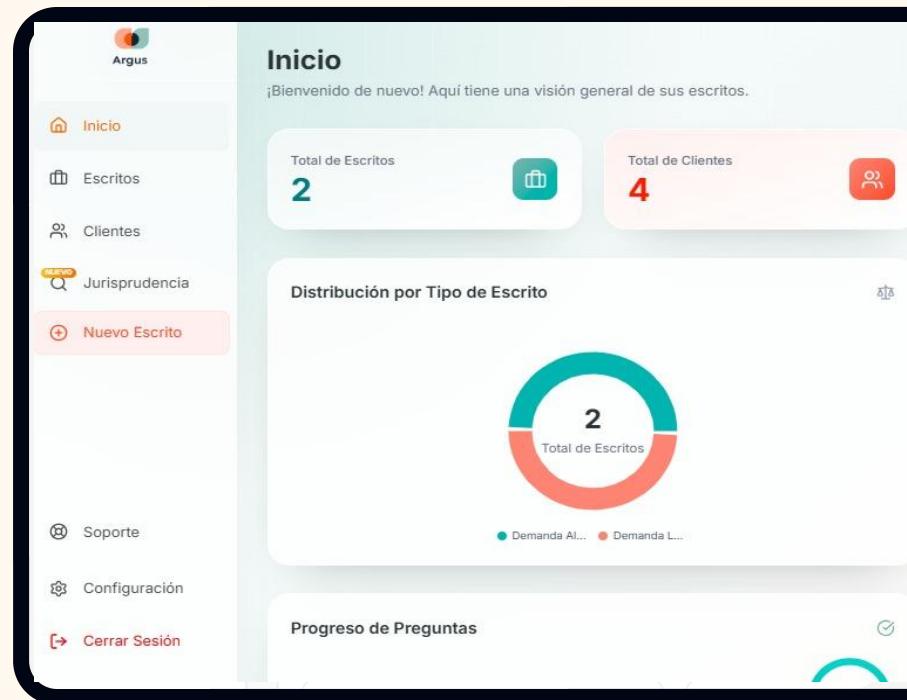 Argus
Inicio
Escritos
Clientes
NUEVO
Jurisprudencia
Nuevo Escrito
Soporte
Configuración
Cerrar Sesión
Inicio
¡Bienvenido de nuevo! Aquí tiene una visión general de sus escritos.
Total de Escritos
2
Total de Clientes
4
Distribución por Tipo de Escrito
2
Total de Escritos
Demanda Al... Demanda L...
Progreso de Preguntas